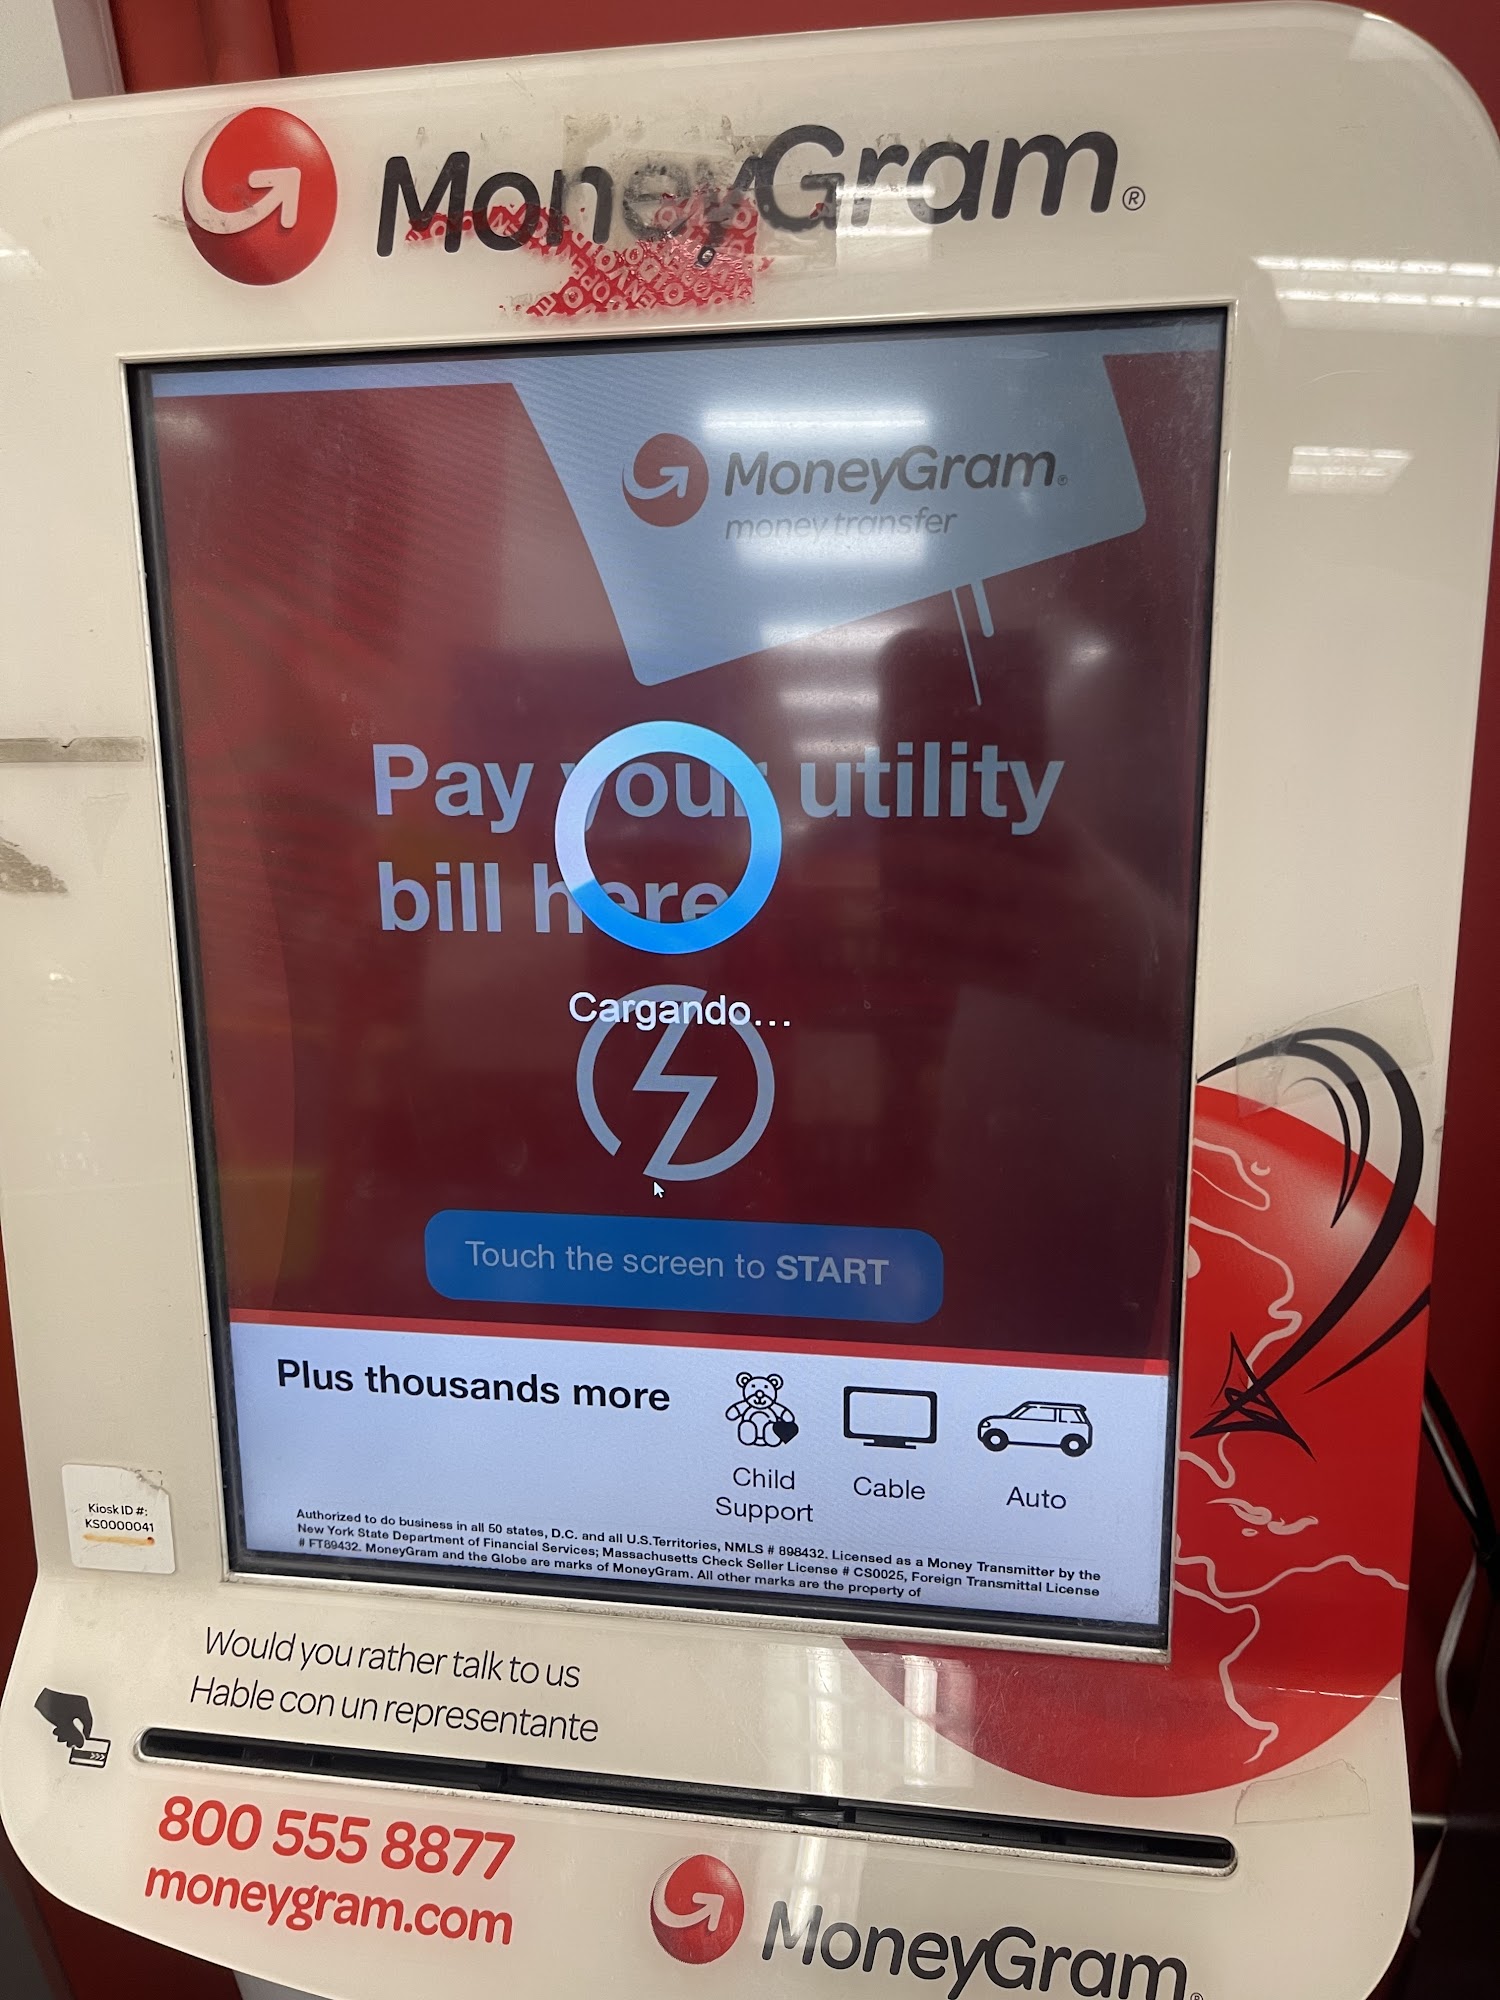 MoneyGram®
MoneyGram®
money transfer
Pay your utility
bill here
Cargando...
Touch the screen to START
Plus thousands more
Child
Support
Cable
Auto
Authorized to do business in all 50 states, D.C. and all U.S.Territories, NMLS # 898432. Licensed as a Money Transmitter by the
New York State Department of Financial Services; Massachusetts Check Seller License # CS0025, Foreign Transmittal License
# FT89432. MoneyGram and the Globe are marks of MoneyGram. All other marks are the property of
Kiosk ID #:
KS0000041
Would you rather talk to us
Hable con un representante
800 555 8877
moneygram.com
MoneyGram®